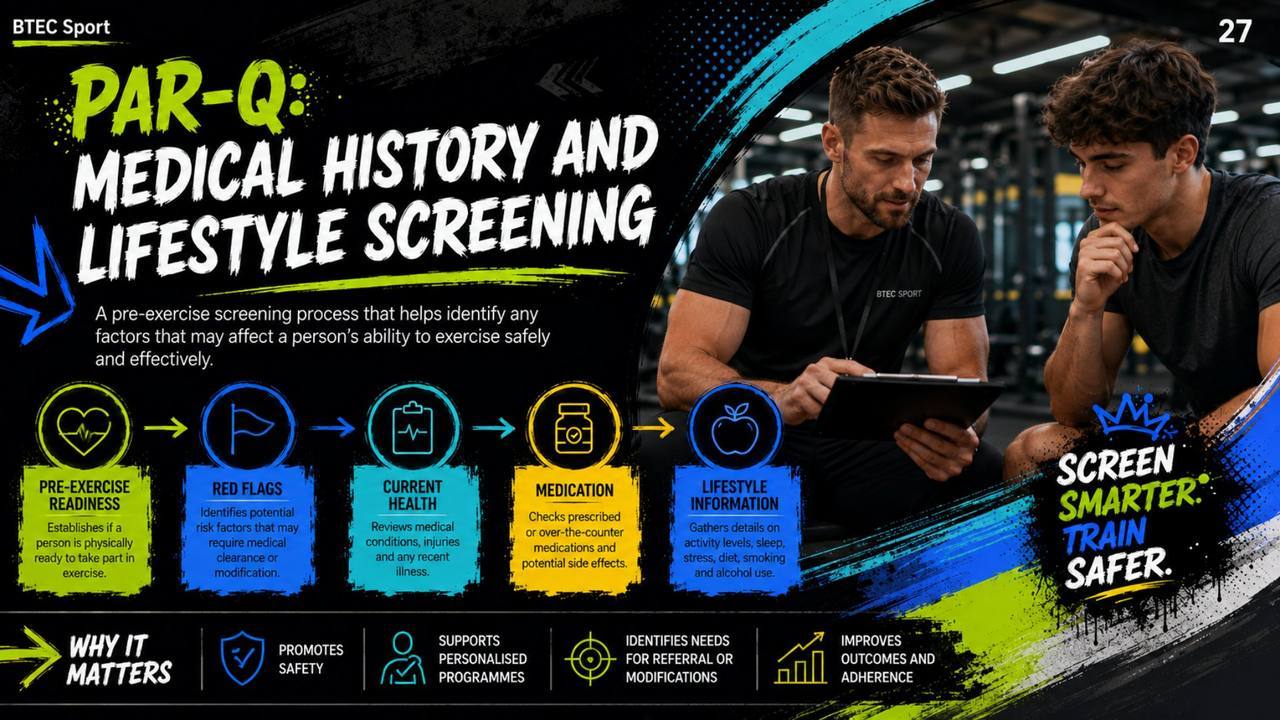 BTEC Sport
27
PAR-Q:
MEDICAL HISTORY AND
LIFESTYLE SCREENING
A pre-exercise screening process that helps identify any
factors that may affect a person's ability to exercise safely
and effectively.
BTEC SPORT
PRE-EXERCISE
READINESS
Establishes if a
person is physically
ready to take part in
exercise.
RED FLAGS
Identifies potential
risk factors that may
require medical
clearance or
modification.
CURRENT
HEALTH
Reviews medical
conditions, injuries
and any recent
illness.
MEDICATION
Checks prescribed
or over-the-counter
medications and
potential side effects.
LIFESTYLE
INFORMATION
Gathers details on
activity levels, sleep,
stress, diet, smoking
and alcohol use.
SCREEN
SMARTER.
TRAIN
SAFER.
WHY IT
MATTERS
PROMOTES
SAFETY
SUPPORTS
PERSONALISED
PROGRAMMES
IDENTIFIES NEEDS
FOR REFERRAL OR
MODIFICATIONS
IMPROVES
OUTCOMES AND
ADHERENCE